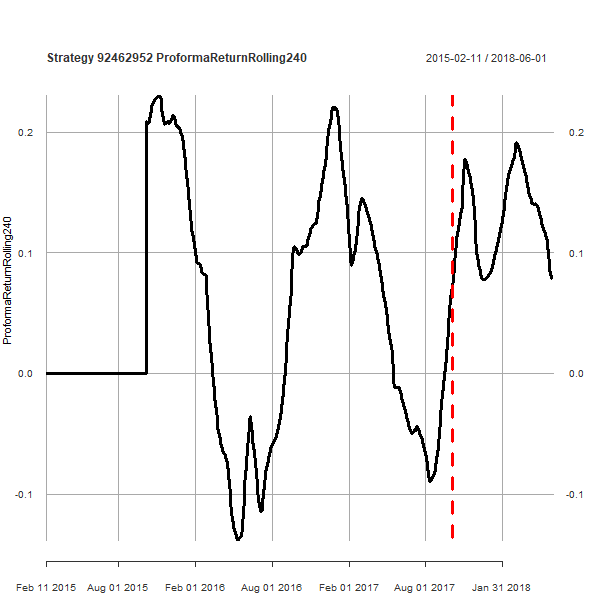 Strategy 92462952 ProformaReturnRolling240
2015-02-11 / 2018-06-01
ProformaReturnRolling240
0.2 0.2
0.1 0.1
0.0 0.0
-0.1 -0.1
Feb 11 2015 Aug 01 2015 Feb 01 2016 Aug 01 2016 Feb 01 2017 Aug 01 2017 Jan 31 2018